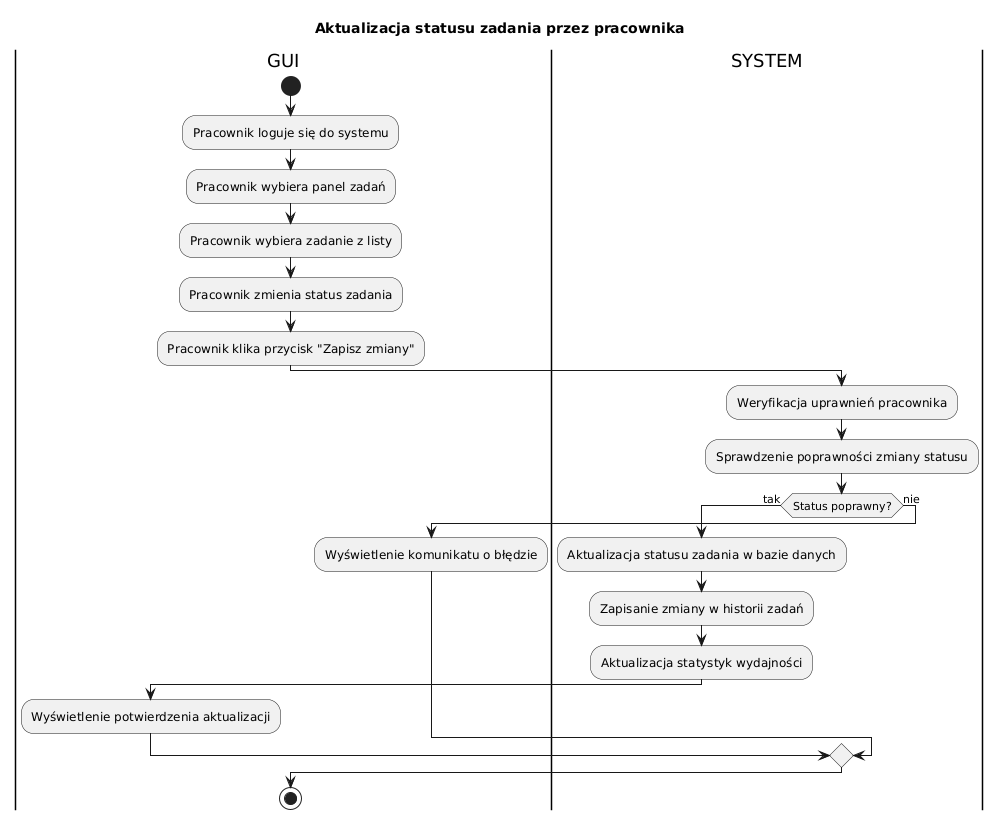 Aktualizacja statusu zadania przez pracownika
GUI
SYSTEM
Pracownik loguje się do systemu
Pracownik wybiera panel zadań
Pracownik wybiera zadanie z listy
Pracownik zmienia status zadania
Pracownik klika przycisk "Zapisz zmiany"
Weryfikacja uprawnień pracownika
Sprawdzenie poprawności zmiany statusu
tak
Status poprawny?
nie
Wyświetlenie komunikatu o błędzie
Aktualizacja statusu zadania w bazie danych
Zapisanie zmiany w historii zadań
Aktualizacja statystyk wydajności
Wyświetlenie potwierdzenia aktualizacji